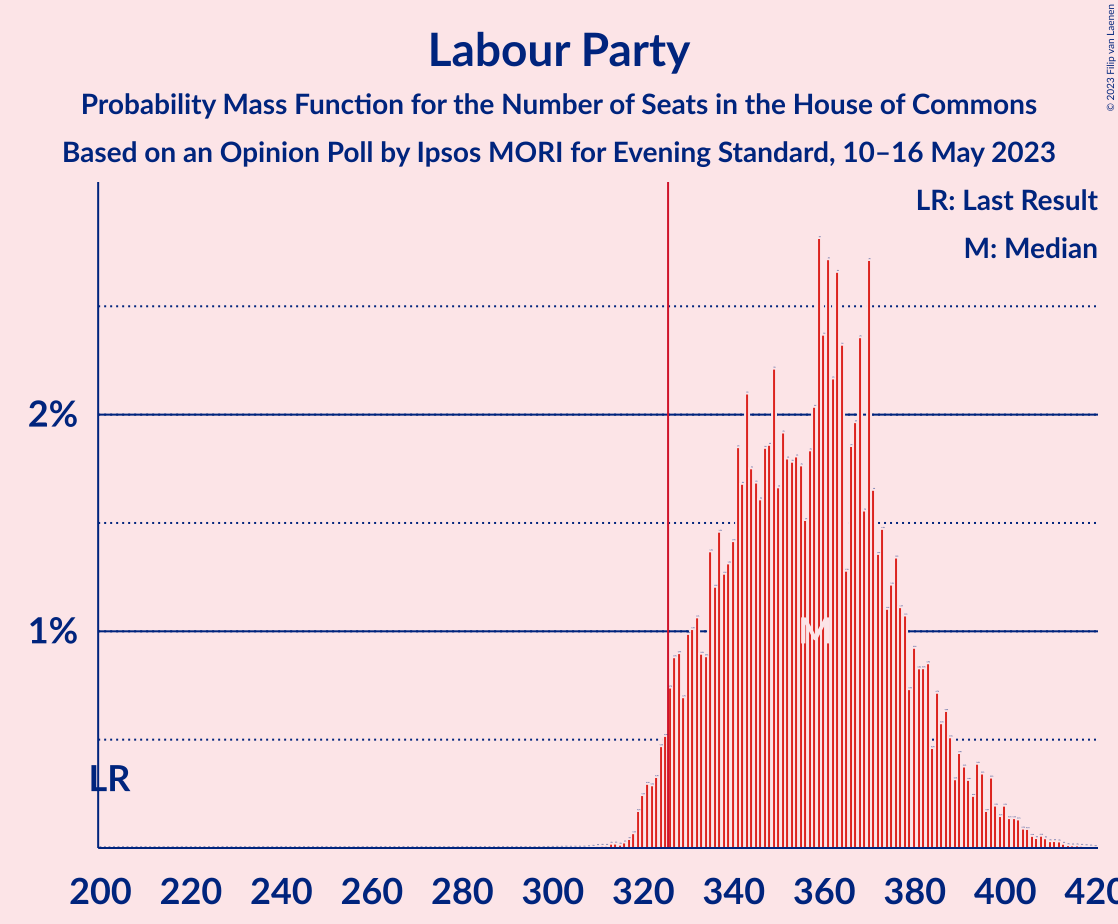 Labour Party
Probability Mass Function for the Number of Seats in the House of Commons
Based on an Opinion Poll by Ipsos MORI for Evening Standard, 10–16 May 2023
© 2023 Filip van Laenen
LR: Last Result
M: Median
2%
1%
M
LR
200 220 240 260 280 300 320 340 360 380 400 420